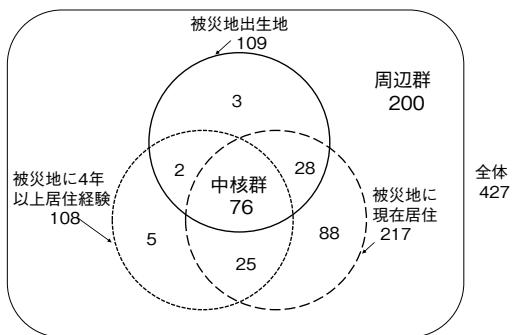 被災地出生地
109
周辺群
200
3
2
28
中核群
76
被災地に4年
以上居住経験
108
全体
427
被災地に
現在居住
217
5
88
25